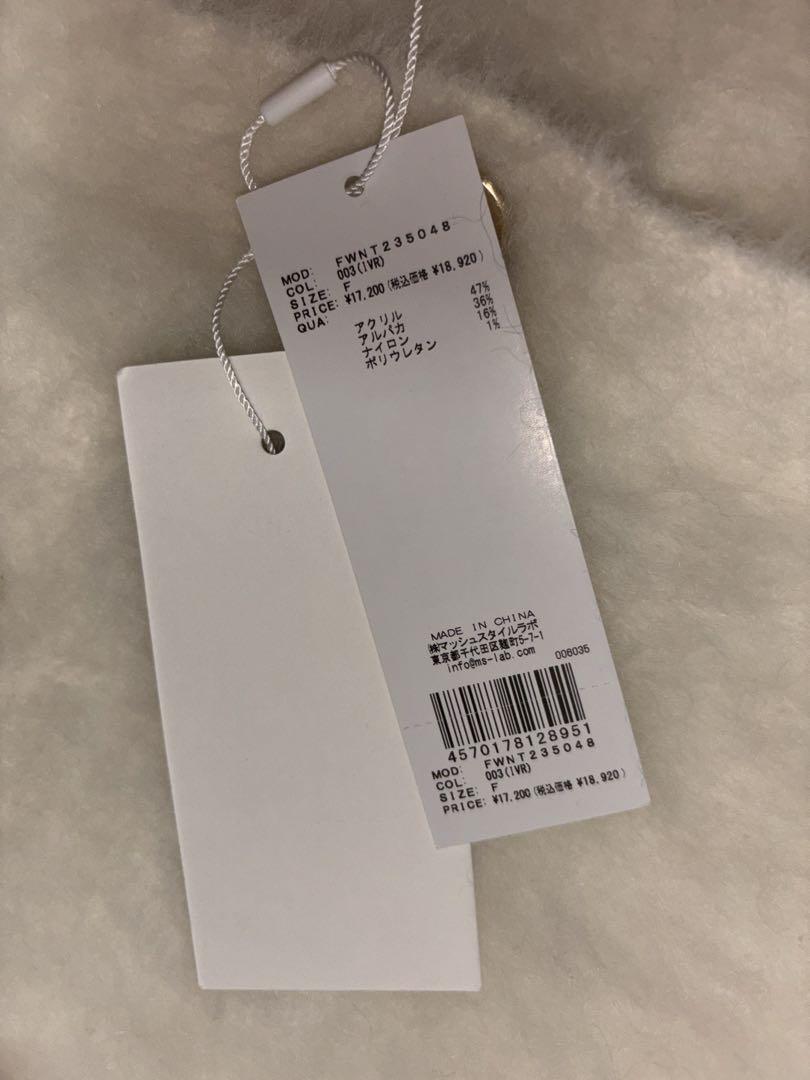 MOD: FWNT235048
COL: 003(IVR)
SIZE: F
PRICE: ¥17,200(税込価格 ¥18,920)
QUA: アクリル 47%
アルパカ 36%
ナイロン 16%
ポリウレタン 1%
MADE IN CHINA
㈱マッシュスタイルラボ
東京都千代田区麹町5-7-1
info@ms-lab.com 006035
4570178128951
MOD: FWNT235048
COL: 003(IVR)
SIZE: F
PRICE: ¥17,200(税込価格 ¥18,920)